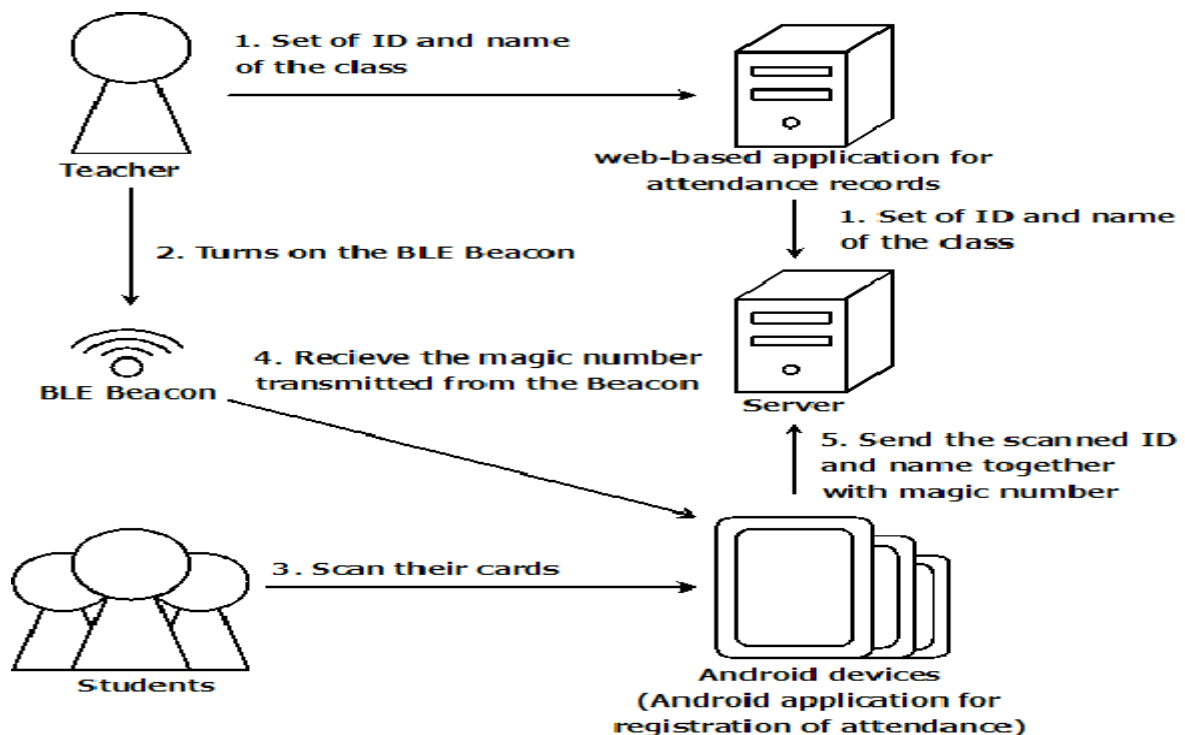 1. Set of ID and name
of the class
Teacher
web-based application for
attendance records
1. Set of ID and name
of the class
2. Turns on the BLE Beacon
4. Recieve the magic number
transmitted from the Beacon
BLE Beacon
Server
5. Send the scanned ID
and name together
with magic number
3. Scan their cards
Students
Android devices
(Android application for
registration of attendance)